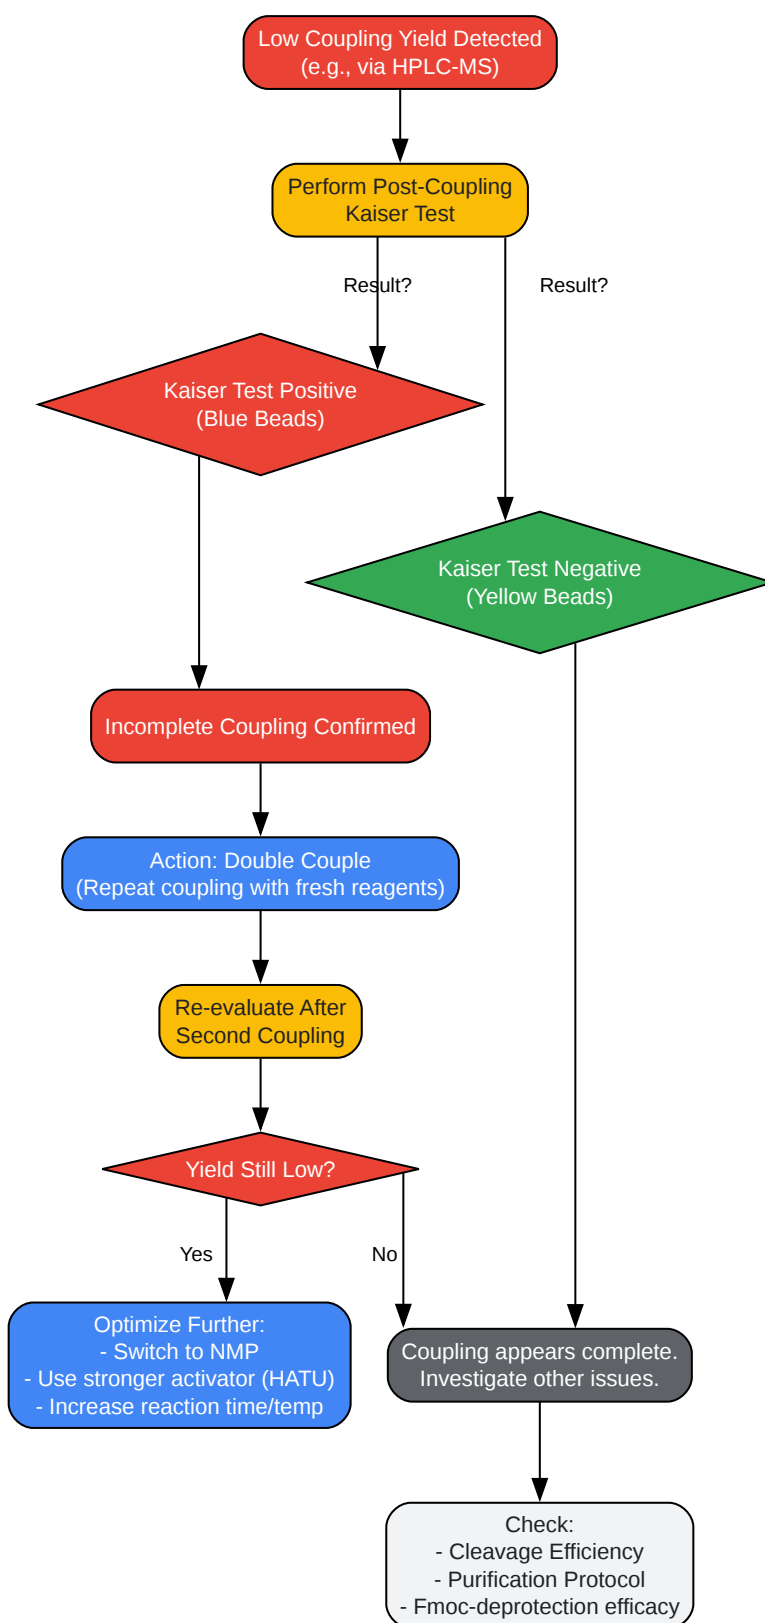 Low Coupling Yield Detected
(e.g., via HPLC-MS)
Perform Post-Coupling
Kaiser Test
Result?
Result?
Kaiser Test Positive
(Blue Beads)
Kaiser Test Negative
(Yellow Beads)
Incomplete Coupling Confirmed
Action: Double Couple
(Repeat coupling with fresh reagents)
Re-evaluate After
Second Coupling
Yield Still Low?
Yes
No
Optimize Further:
- Switch to NMP
- Use stronger activator (HATU)
- Increase reaction time/temp
Coupling appears complete.
Investigate other issues.
Check:
- Cleavage Efficiency
- Purification Protocol
- Fmoc-deprotection efficacy